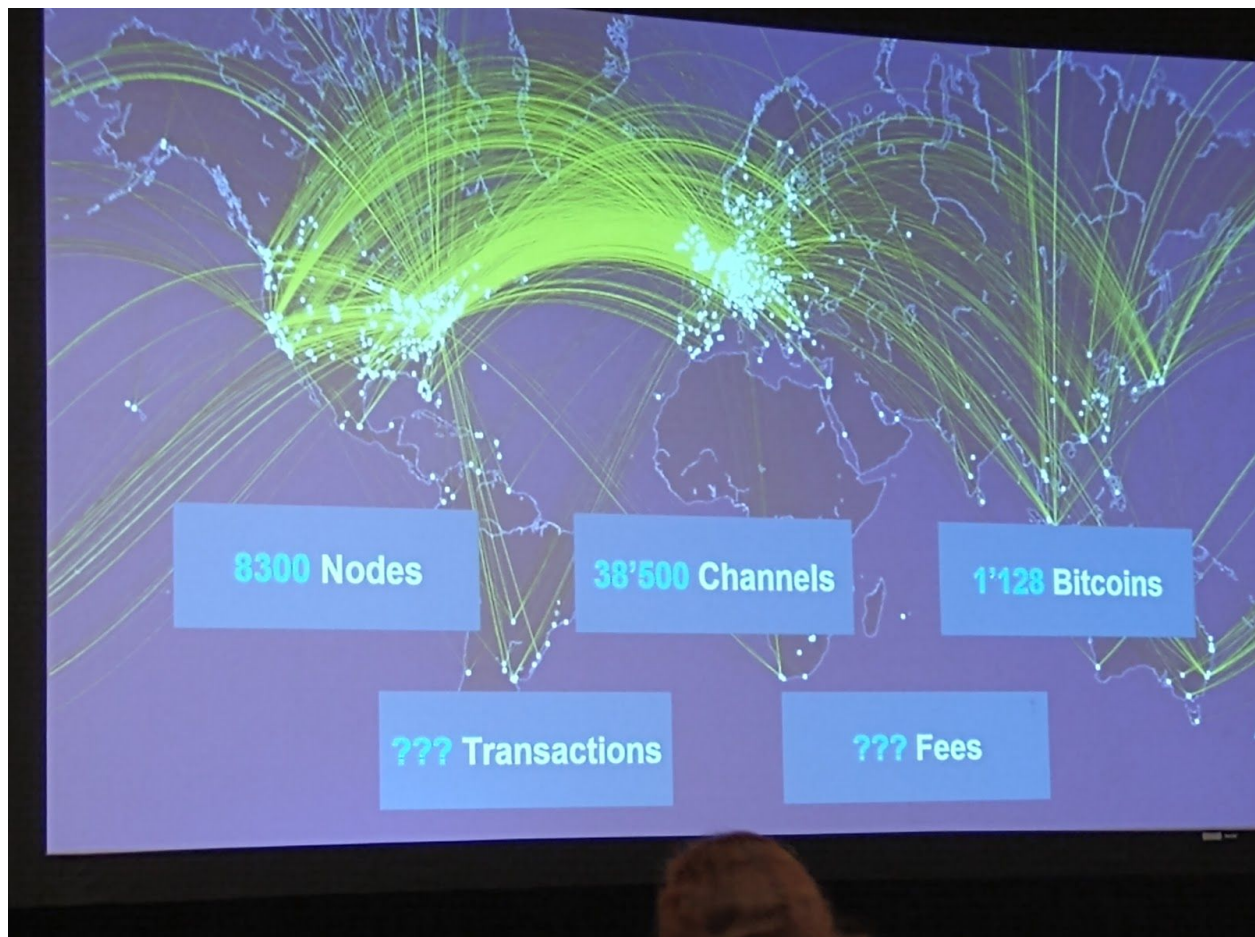 8300 Nodes
38’500 Channels
1’128 Bitcoins
??? Transactions
??? Fees